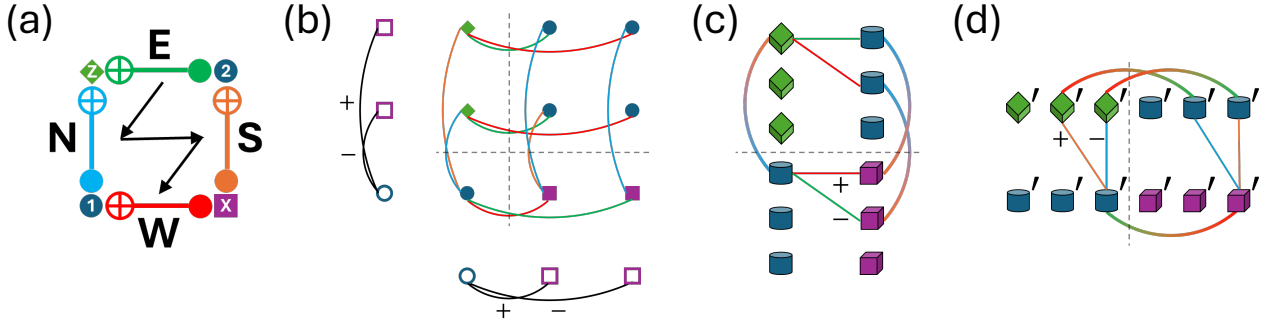 (a)
E
Z
2
N
S
1
X
W
(b)
+
−
+ −
(c)
+
−
(d)
′ ′ ′ ′ ′ ′
+ −
′ ′ ′ ′ ′ ′